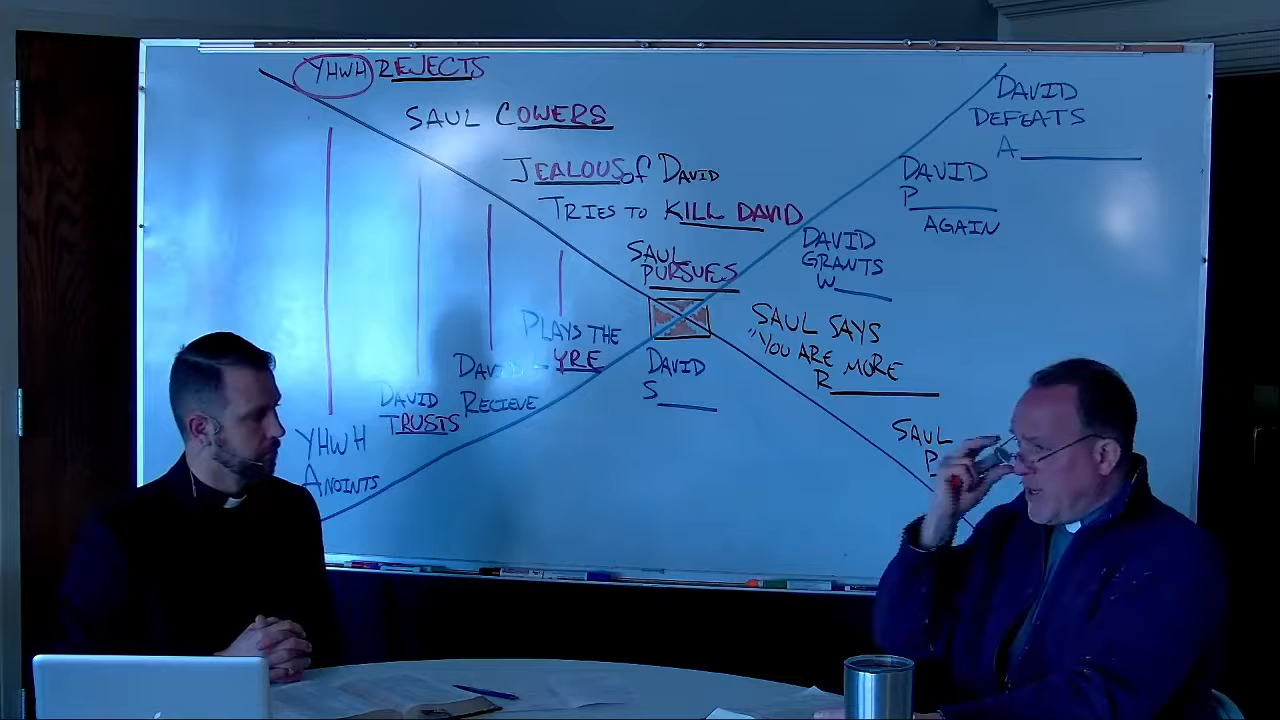 YHWH REJECTS
SAUL COWERS
JEALOUS of DAVID
TRIES TO KILL DAVID
SAUL
PURSUES
PLAYS THE
YRE
DAVID
RECIEVE
DAVID
TRUSTS
YHWH
ANOINTS
DAVID
S
DAVID
DEFEATS
A
DAVID
P
AGAIN
DAVID
GRANTS
W
SAUL SAYS
"YOU ARE MORE
R
SAUL
P